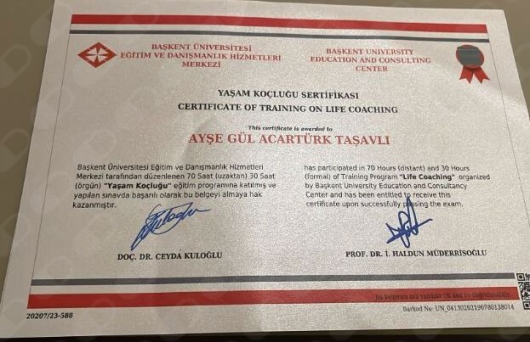 BAŞKENT ÜNİVERSİTESİ
EĞİTİM VE DANIŞMANLIK HİZMETLERİ
MERKEZİ
BAŞKENT UNIVERSITY
EDUCATION AND CONSULTING
CENTER
YAŞAM KOÇLUĞU SERTİFİKASI
CERTIFICATE OF TRAINING ON LIFE COACHING
This certificate is awarded to
AYŞE GÜL ACARTÜRK TAŞAVLI
Başkent Üniversitesi Eğitim ve Danışmanlık Hizmetleri
Merkezi tarafından düzenlenen 70 Saat (uzaktan) 30 Saat
(örgün) "Yaşam Koçluğu" eğitim programına katılmış ve
yapılan sınavda başarılı olarak bu belgeyi almaya hak
kazanmıştır.
has participated in 70 Hours (distant) and 30 Hours
(formal) of Training Program "Life Coaching" organized
by Başkent University Education and Consultancy
Center and has been entitled to receive this
certificate upon successfully passing the exam.
DOÇ. DR. CEYDA KULOĞLU
PROF. DR. İ. HALDUN MÜDERRİSOĞLU
20207/23-588
Barkod No: